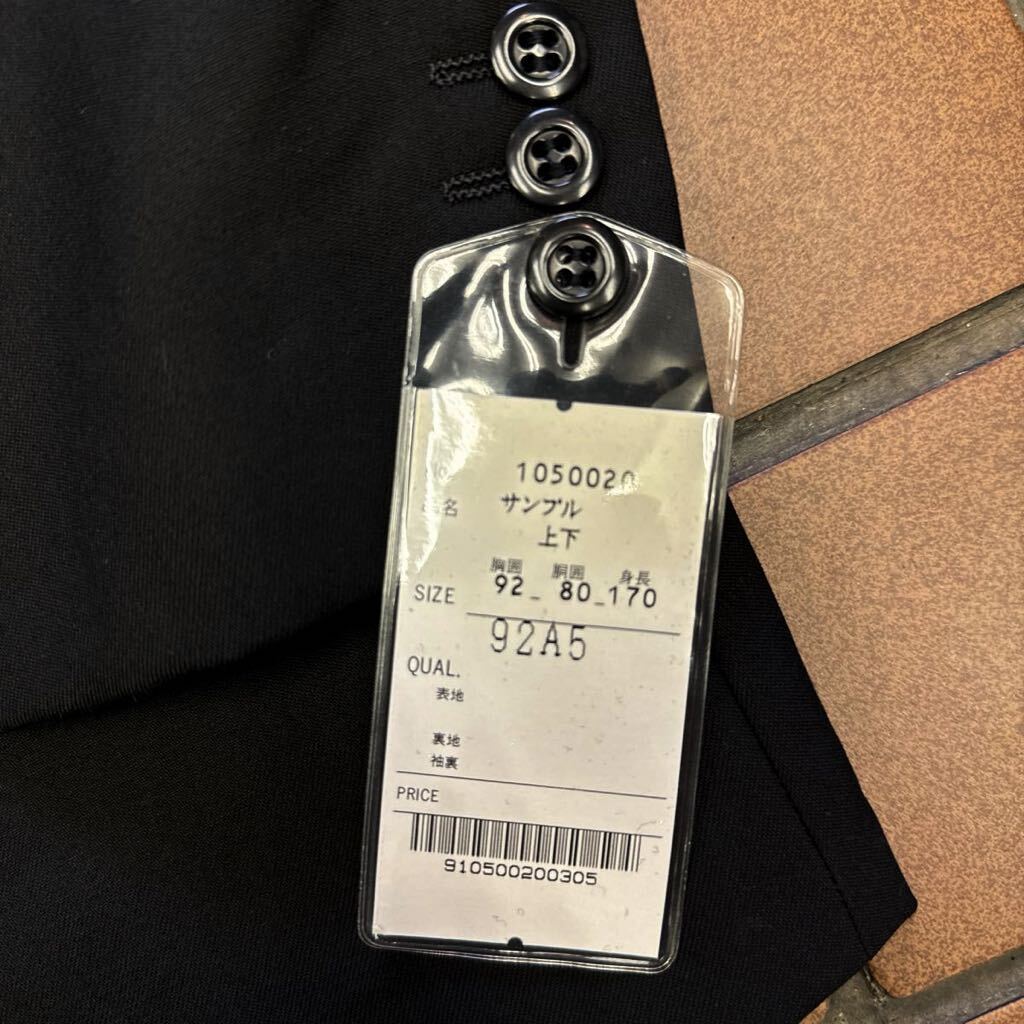 1050020
名 サンプル
上下
胸囲 胴囲 身長
SIZE 92_ 80_170
92A5
QUAL.
表地
裏地
袖裏
PRICE
910500200305